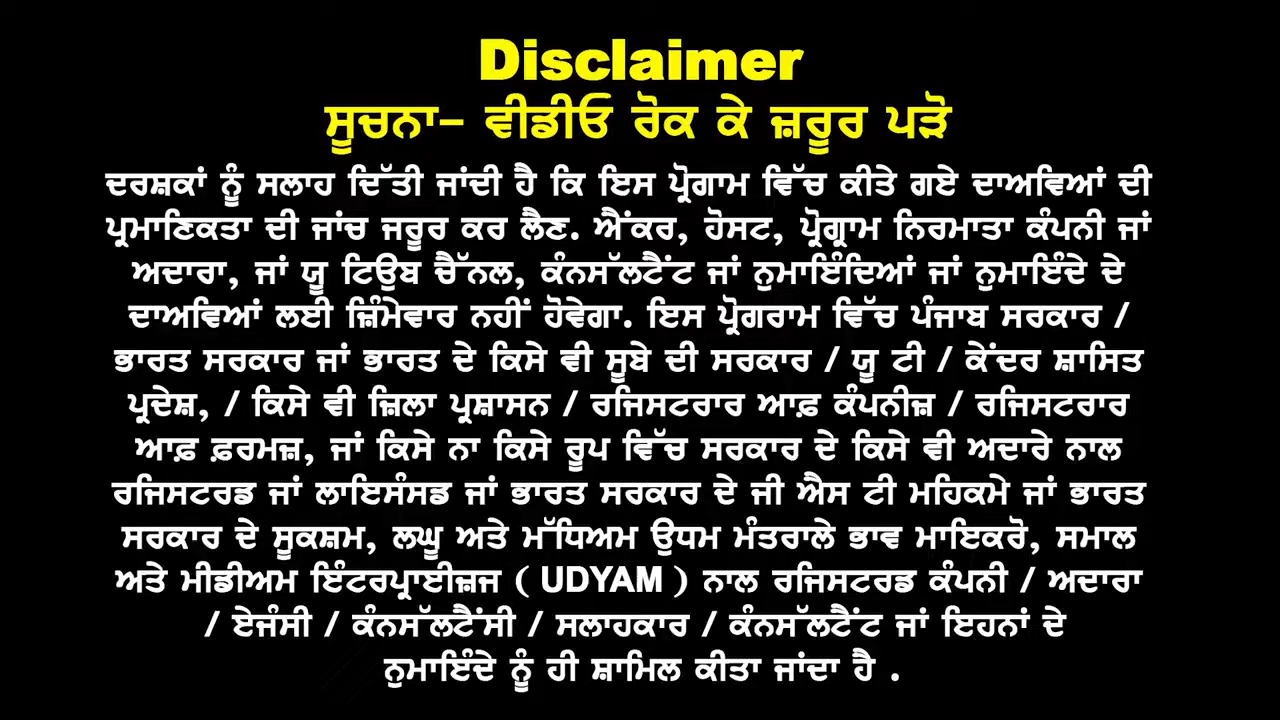 Disclaimer
ਸੂਚਨਾ- ਵੀਡੀਓ ਰੋਕ ਕੇ ਜ਼ਰੂਰ ਪੜੋ
ਦਰਸ਼ਕਾਂ ਨੂੰ ਸਲਾਹ ਦਿੱਤੀ ਜਾਂਦੀ ਹੈ ਕਿ ਇਸ ਪ੍ਰੋਗਾਮ ਵਿੱਚ ਕੀਤੇ ਗਏ ਦਾਅਵਿਆਂ ਦੀ
ਪ੍ਰਮਾਣਿਕਤਾ ਦੀ ਜਾਂਚ ਜਰੂਰ ਕਰ ਲੈਣ. ਐਂਕਰ, ਹੋਸਟ, ਪ੍ਰੋਗ੍ਰਾਮ ਨਿਰਮਾਤਾ ਕੰਪਨੀ ਜਾਂ
ਅਦਾਰਾ, ਜਾਂ ਯੂ ਟਿਉਬ ਚੈੱਨਲ, ਕੰਨਸੱਲਟੈਂਟ ਜਾਂ ਨੁਮਾਇੰਦਿਆਂ ਜਾਂ ਨੁਮਾਇੰਦੇ ਦੇ
ਦਾਅਵਿਆਂ ਲਈ ਜ਼ਿੰਮੇਵਾਰ ਨਹੀਂ ਹੋਵੇਗਾ. ਇਸ ਪ੍ਰੋਗਰਾਮ ਵਿੱਚ ਪੰਜਾਬ ਸਰਕਾਰ /
ਭਾਰਤ ਸਰਕਾਰ ਜਾਂ ਭਾਰਤ ਦੇ ਕਿਸੇ ਵੀ ਸੂਬੇ ਦੀ ਸਰਕਾਰ / ਯੂ ਟੀ / ਕੇਂਦਰ ਸ਼ਾਸਿਤ
ਪ੍ਰਦੇਸ਼, / ਕਿਸੇ ਵੀ ਜ਼ਿਲਾ ਪ੍ਰਸ਼ਾਸਨ / ਰਜਿਸਟਰਾਰ ਆਫ਼ ਕੰਪਨੀਜ਼ / ਰਜਿਸਟਰਾਰ
ਆਫ਼ ਫ਼ਰਮਜ਼, ਜਾਂ ਕਿਸੇ ਨਾ ਕਿਸੇ ਰੂਪ ਵਿੱਚ ਸਰਕਾਰ ਦੇ ਕਿਸੇ ਵੀ ਅਦਾਰੇ ਨਾਲ
ਰਜਿਸਟਰਡ ਜਾਂ ਲਾਇਸੰਸਡ ਜਾਂ ਭਾਰਤ ਸਰਕਾਰ ਦੇ ਜੀ ਐਸ ਟੀ ਮਹਿਕਮੇ ਜਾਂ ਭਾਰਤ
ਸਰਕਾਰ ਦੇ ਸੂਕਸ਼ਮ, ਲਘੂ ਅਤੇ ਮੱਧਿਅਮ ਉਧਮ ਮੰਤਰਾਲੇ ਭਾਵ ਮਾਇਕਰੋ, ਸਮਾਲ
ਅਤੇ ਮੀਡੀਅਮ ਇੰਟਰਪ੍ਰਾਈਜ਼ਜ ( UDYAM ) ਨਾਲ ਰਜਿਸਟਰਡ ਕੰਪਨੀ / ਅਦਾਰਾ
/ ਏਜੰਸੀ / ਕੰਨਸੱਲਟੈਂਸੀ / ਸਲਾਹਕਾਰ / ਕੰਨਸੱਲਟੈਂਟ ਜਾਂ ਇਹਨਾਂ ਦੇ
ਨੁਮਾਇੰਦੇ ਨੂੰ ਹੀ ਸ਼ਾਮਿਲ ਕੀਤਾ ਜਾਂਦਾ ਹੈ .